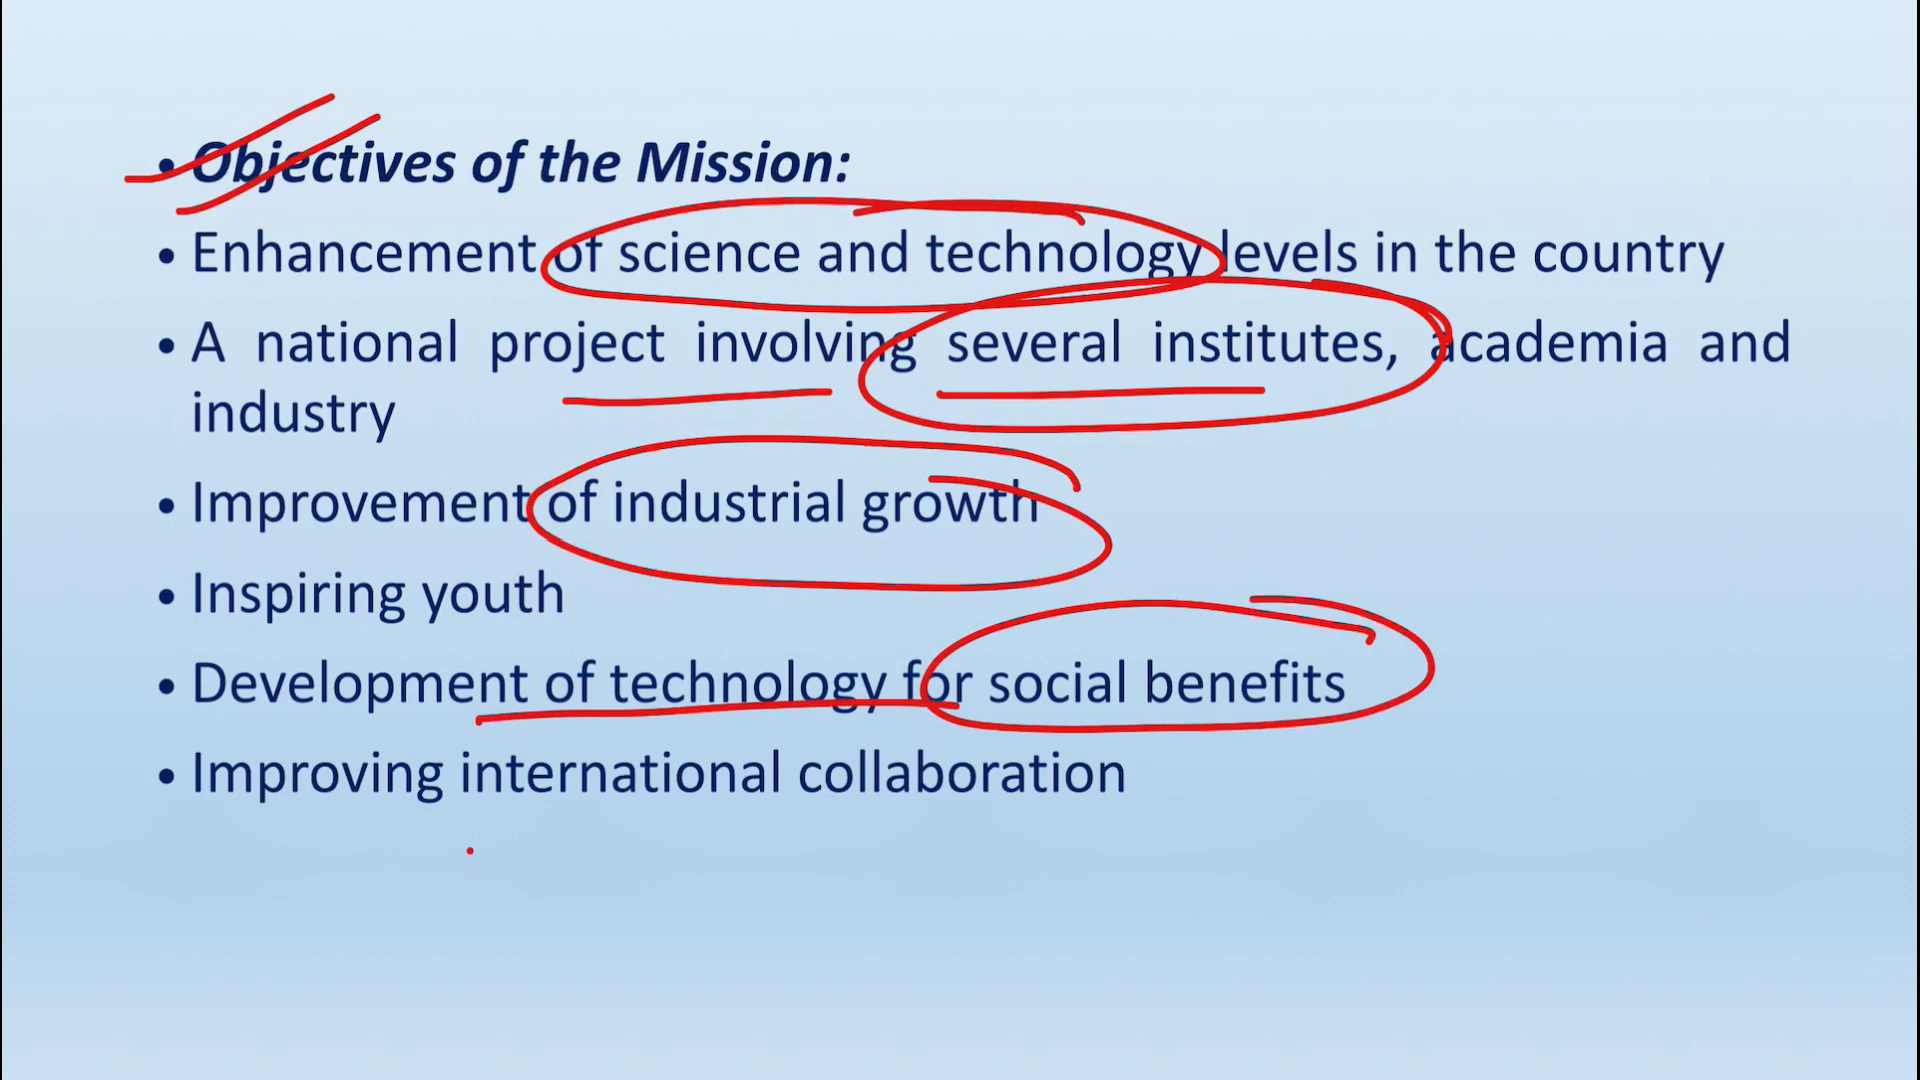 • Objectives of the Mission:
• Enhancement of science and technology levels in the country
• A national project involving several institutes, academia and
industry
• Improvement of industrial growth
• Inspiring youth
• Development of technology for social benefits
• Improving international collaboration